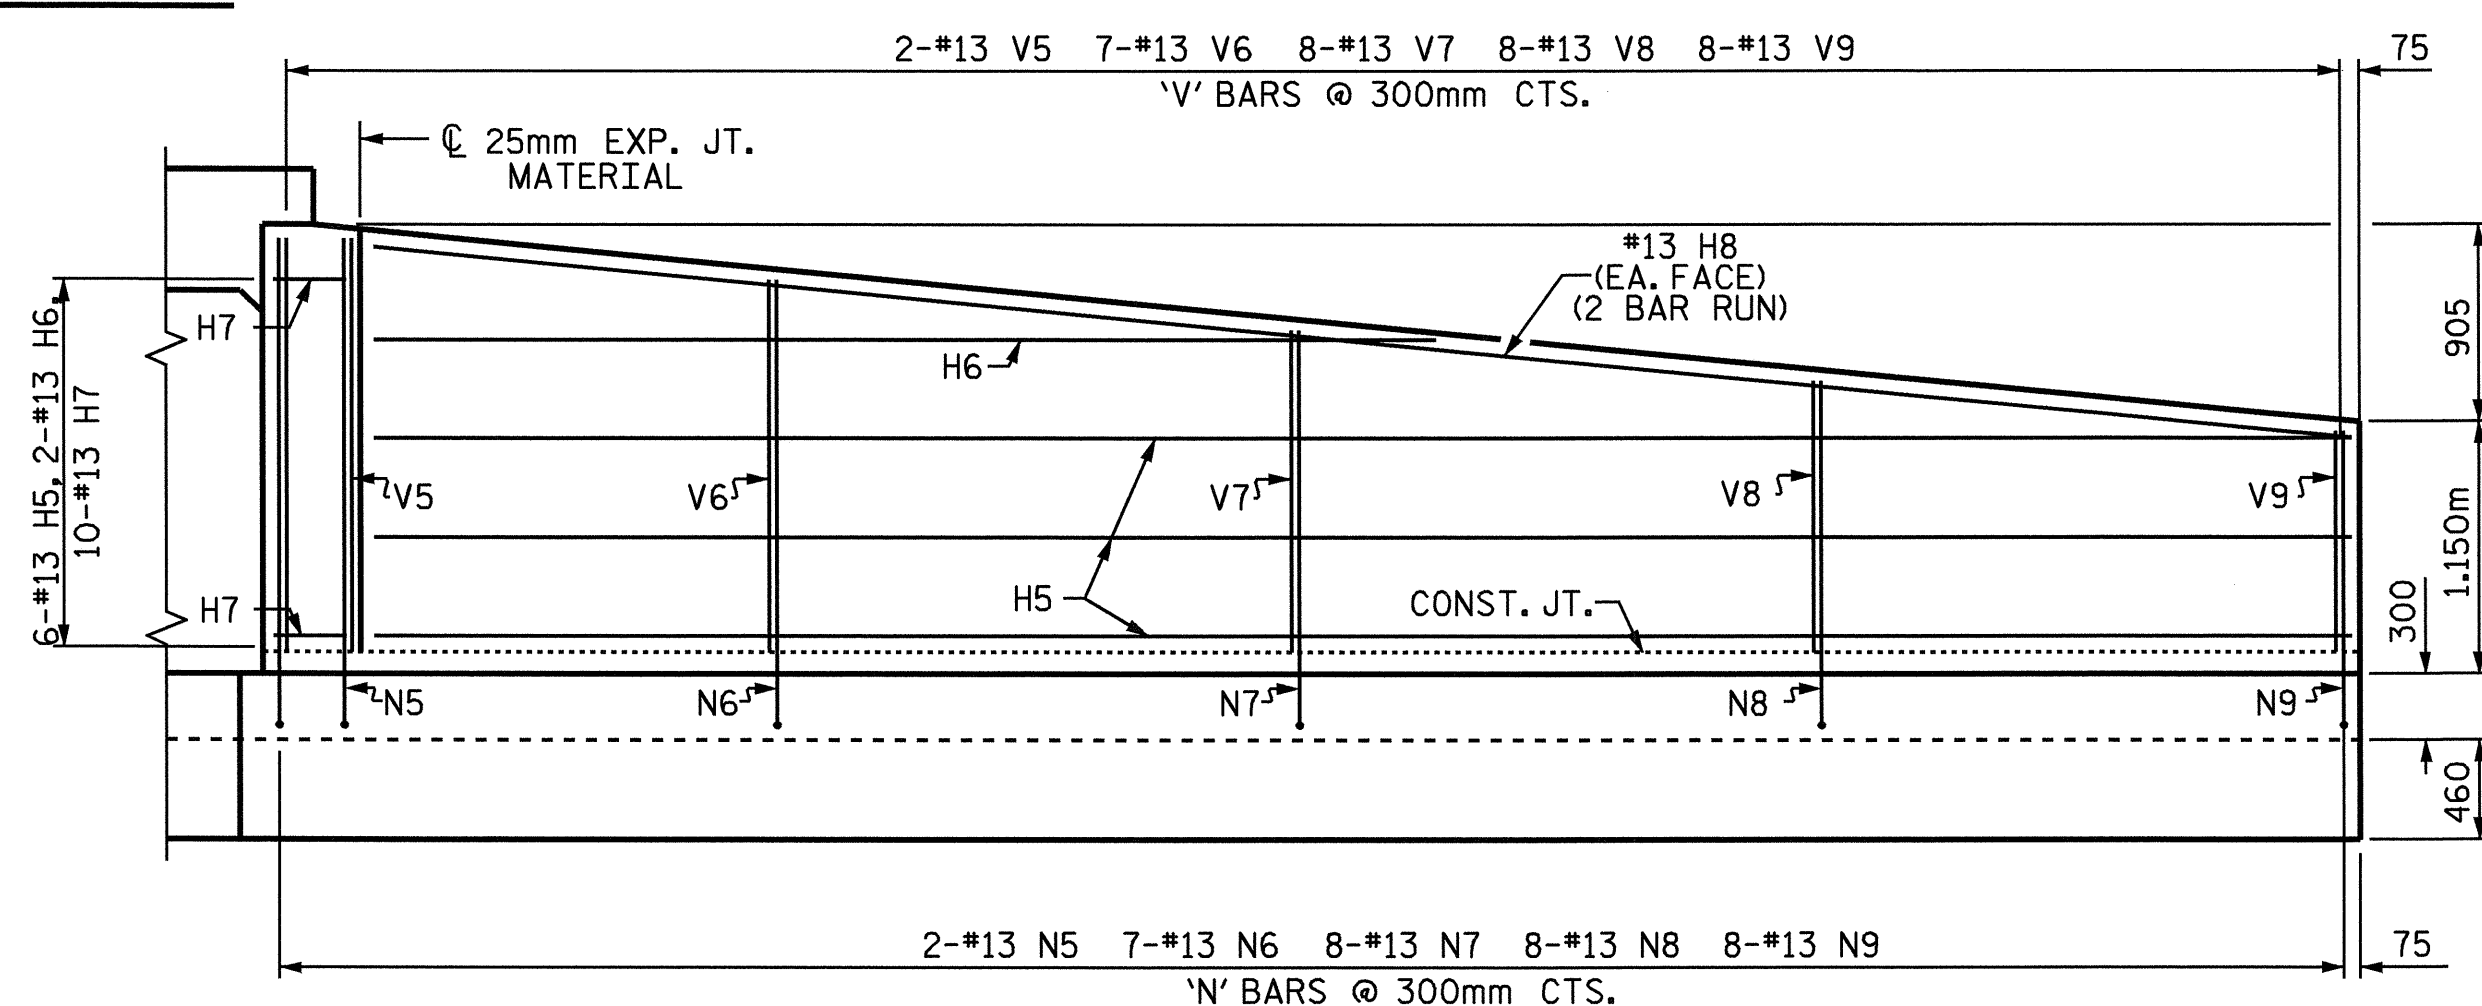 2-#13 V5 7-#13 V6 8-#13 V7 8-#13 V8 8-#13 V9
75
'V' BARS @ 300mm CTS.
℄ 25mm EXP. JT.
MATERIAL
#13 H8
(EA. FACE)
(2 BAR RUN)
H7
H6
905
6-#13 H5, 2-#13 H6,
10-#13 H7
V5
V6
V7
V8
V9
1.150m
H7
H5
CONST. JT.
300
N5
N6
N7
N8
N9
460
2-#13 N5 7-#13 N6 8-#13 N7 8-#13 N8 8-#13 N9
75
'N' BARS @ 300mm CTS.